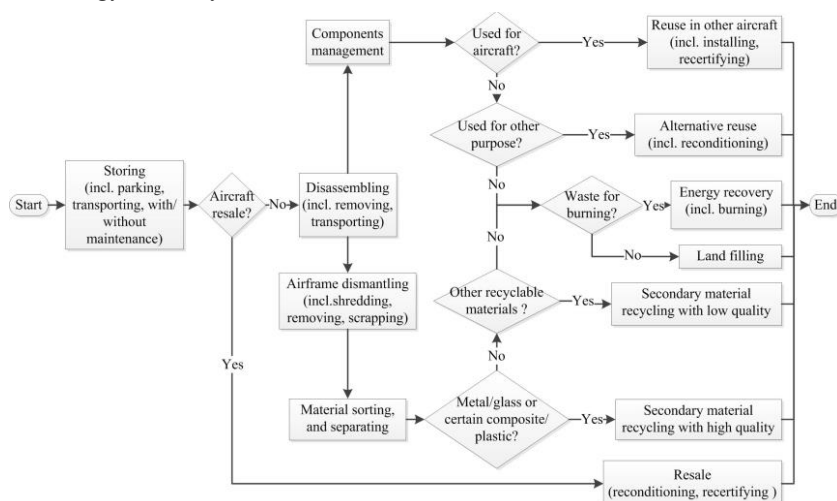 Components
management
Used for
aircraft?
Yes
Reuse in other aircraft
(incl. installing,
recertifying)
No
Used for other
purpose?
Yes
Alternative reuse
(incl. reconditioning)
No
Start
Storing
(incl. parking,
transporting, with/
without
maintenance)
Aircraft
resale?
No
Disassembling
(incl. removing,
transporting)
Waste for
burning?
Yes
Energy recovery
(incl. burning)
End
No
Land filling
No
Airframe dismantling
(incl.shredding,
removing, scrapping)
Other recyclable
materials ?
Yes
Secondary material
recycling with low quality
No
Yes
Material sorting,
and separating
Metal/glass or
certain composite/
plastic?
Yes
Secondary material
recycling with high quality
Resale
(reconditioning, recertifying )